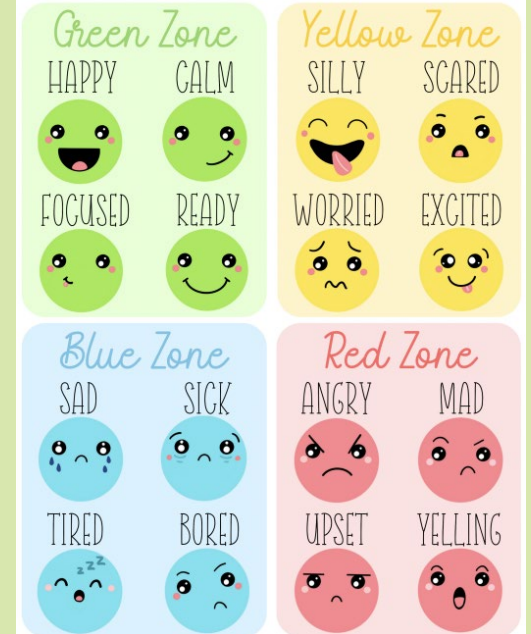 Green Zone
HAPPY CALM
FOCUSED READY
Yellow Zone
SILLY SCARED
WORRIED EXCITED
Blue Zone
SAD SICK
TIRED BORED
z z z
Red Zone
ANGRY MAD
UPSET YELLING